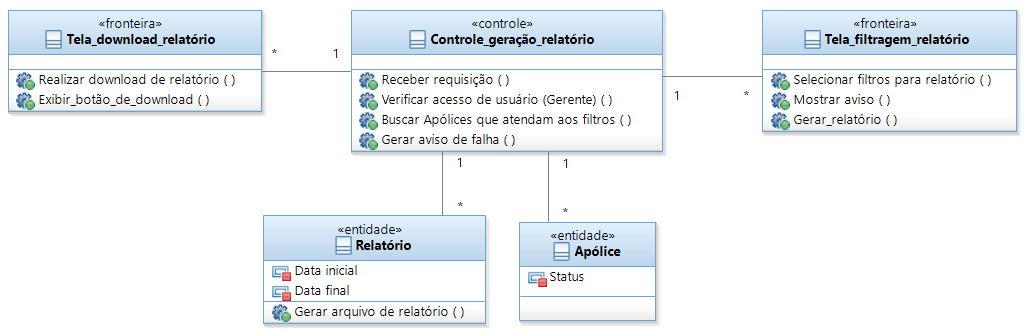 «fronteira»
Tela_download_relatório
Realizar download de relatório ( )
Exibir_botão_de_download ( )
*
1
«controle»
Controle_geração_relatório
Receber requisição ( )
Verificar acesso de usuário (Gerente) ( )
Buscar Apólices que atendam aos filtros ( )
Gerar aviso de falha ( )
1
*
«fronteira»
Tela_filtragem_relatório
Selecionar filtros para relatório ( )
Mostrar aviso ( )
Gerar_relatório ( )
1
*
1
*
«entidade»
Relatório
Data inicial
Data final
Gerar arquivo de relatório ( )
«entidade»
Apólice
Status